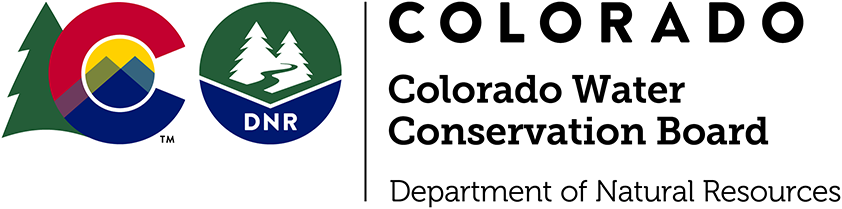 TM
DNR
COLORADO
Colorado Water
Conservation Board
Department of Natural Resources